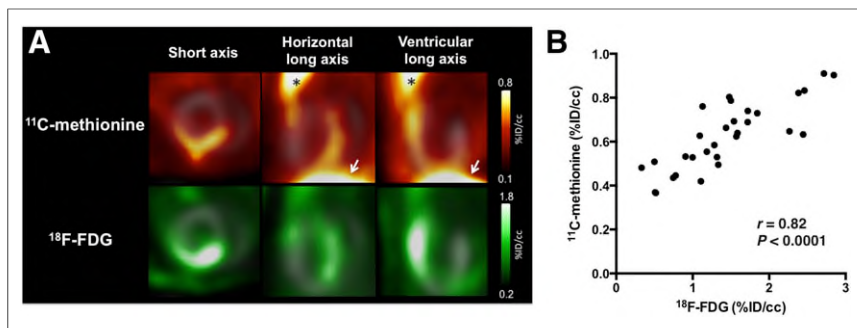 A
Short axis
Horizontal
long axis
Ventricular
long axis
* *
¹¹C-methionine
0.8
%ID/cc
0.1
¹⁸F-FDG
1.8
%ID/cc
0.2
B
¹¹C-methionine (%ID/cc)
1.0
0.8
0.6
0.4
0.2
0.0
r = 0.82
P < 0.0001
0 1 2 3
¹⁸F-FDG (%ID/cc)